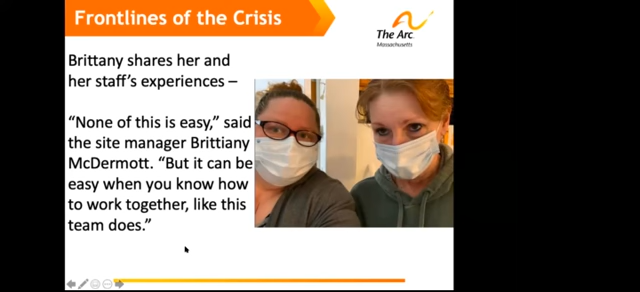 Frontlines of the Crisis
The Arc
Massachusetts
Brittany shares her and
her staff’s experiences –
“None of this is easy,” said
the site manager Brittiany
McDermott. “But it can be
easy when you know how
to work together, like this
team does.”